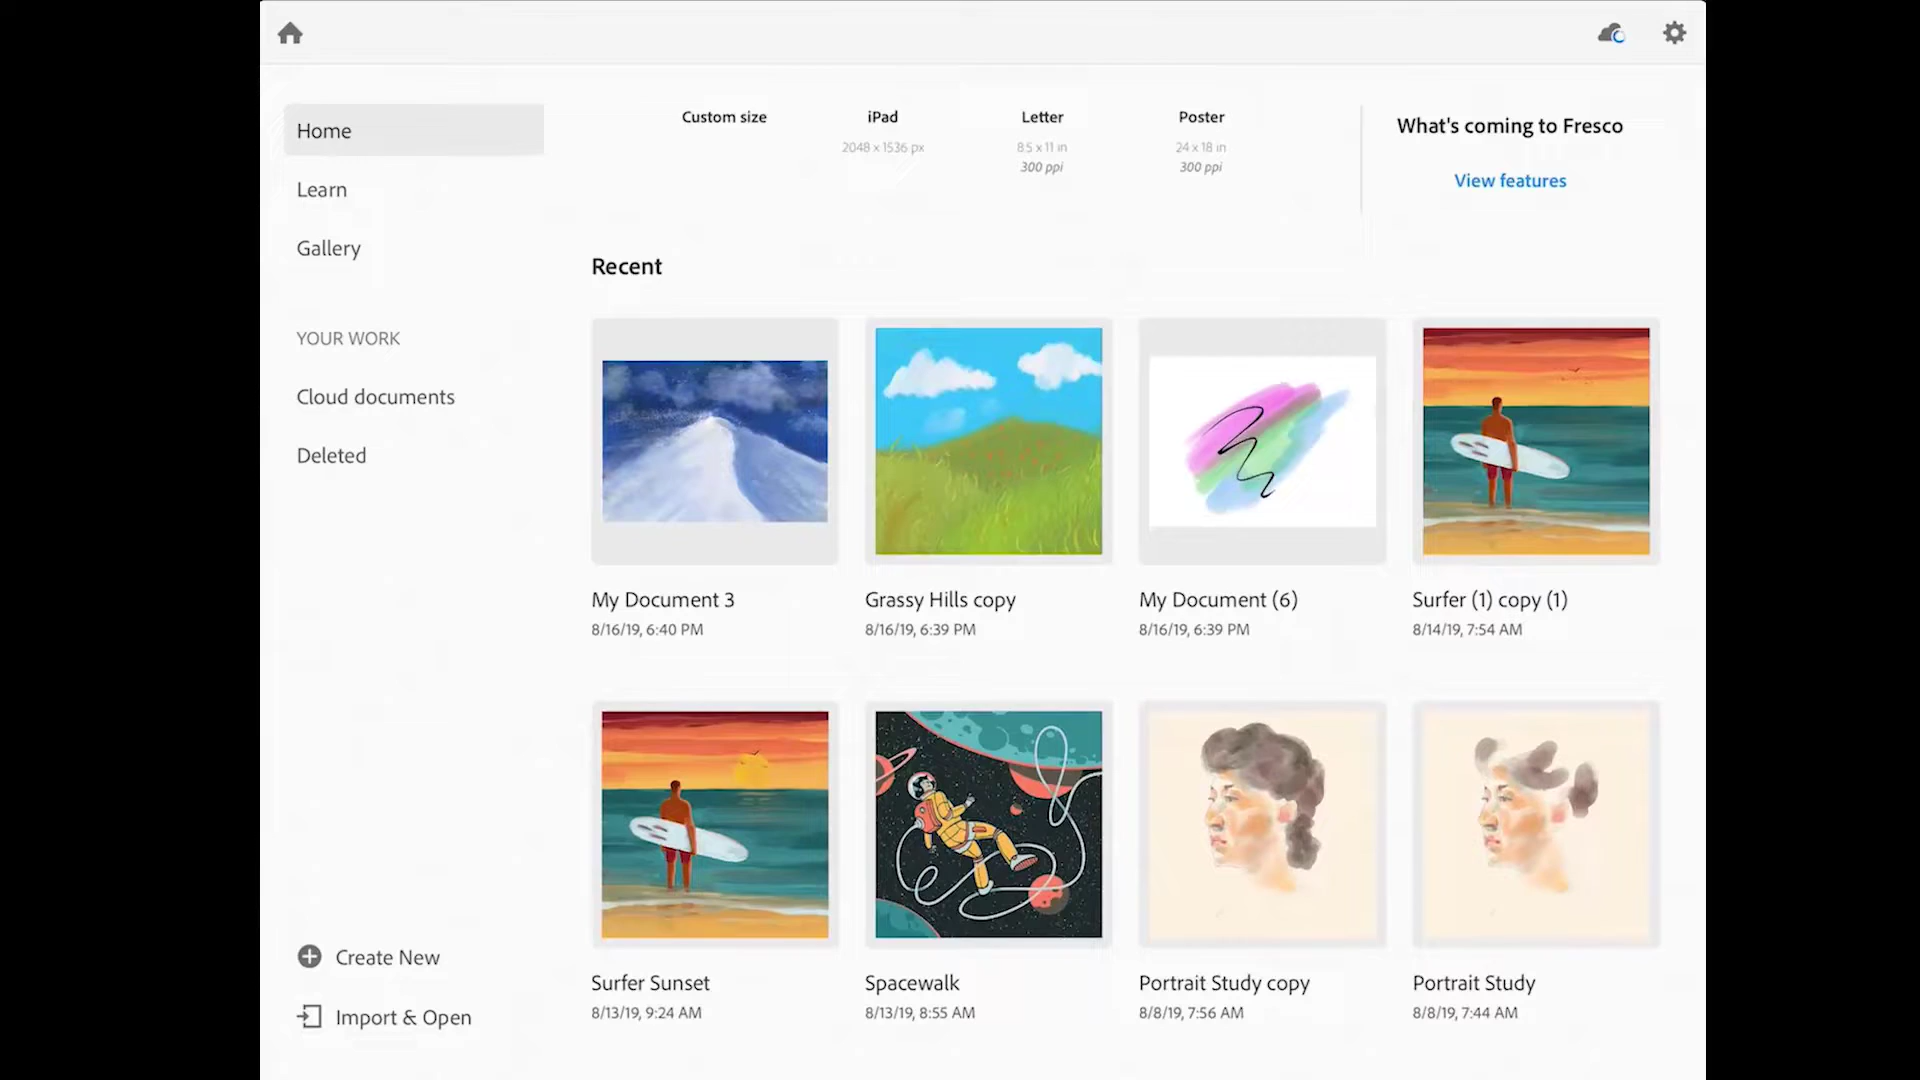 Home
Learn
Gallery
YOUR WORK
Cloud documents
Deleted
Create New
Import & Open
Custom size
iPad
2048 x 1536 px
Letter
8.5 x 11 in
300 ppi
Poster
24 x 18 in
300 ppi
What's coming to Fresco
View features
Recent
My Document 3
8/16/19, 6:40 PM
Grassy Hills copy
8/16/19, 6:39 PM
My Document (6)
8/16/19, 6:39 PM
Surfer (1) copy (1)
8/14/19, 7:54 AM
Surfer Sunset
8/13/19, 9:24 AM
Spacewalk
8/13/19, 8:55 AM
Portrait Study copy
8/8/19, 7:56 AM
Portrait Study
8/8/19, 7:44 AM